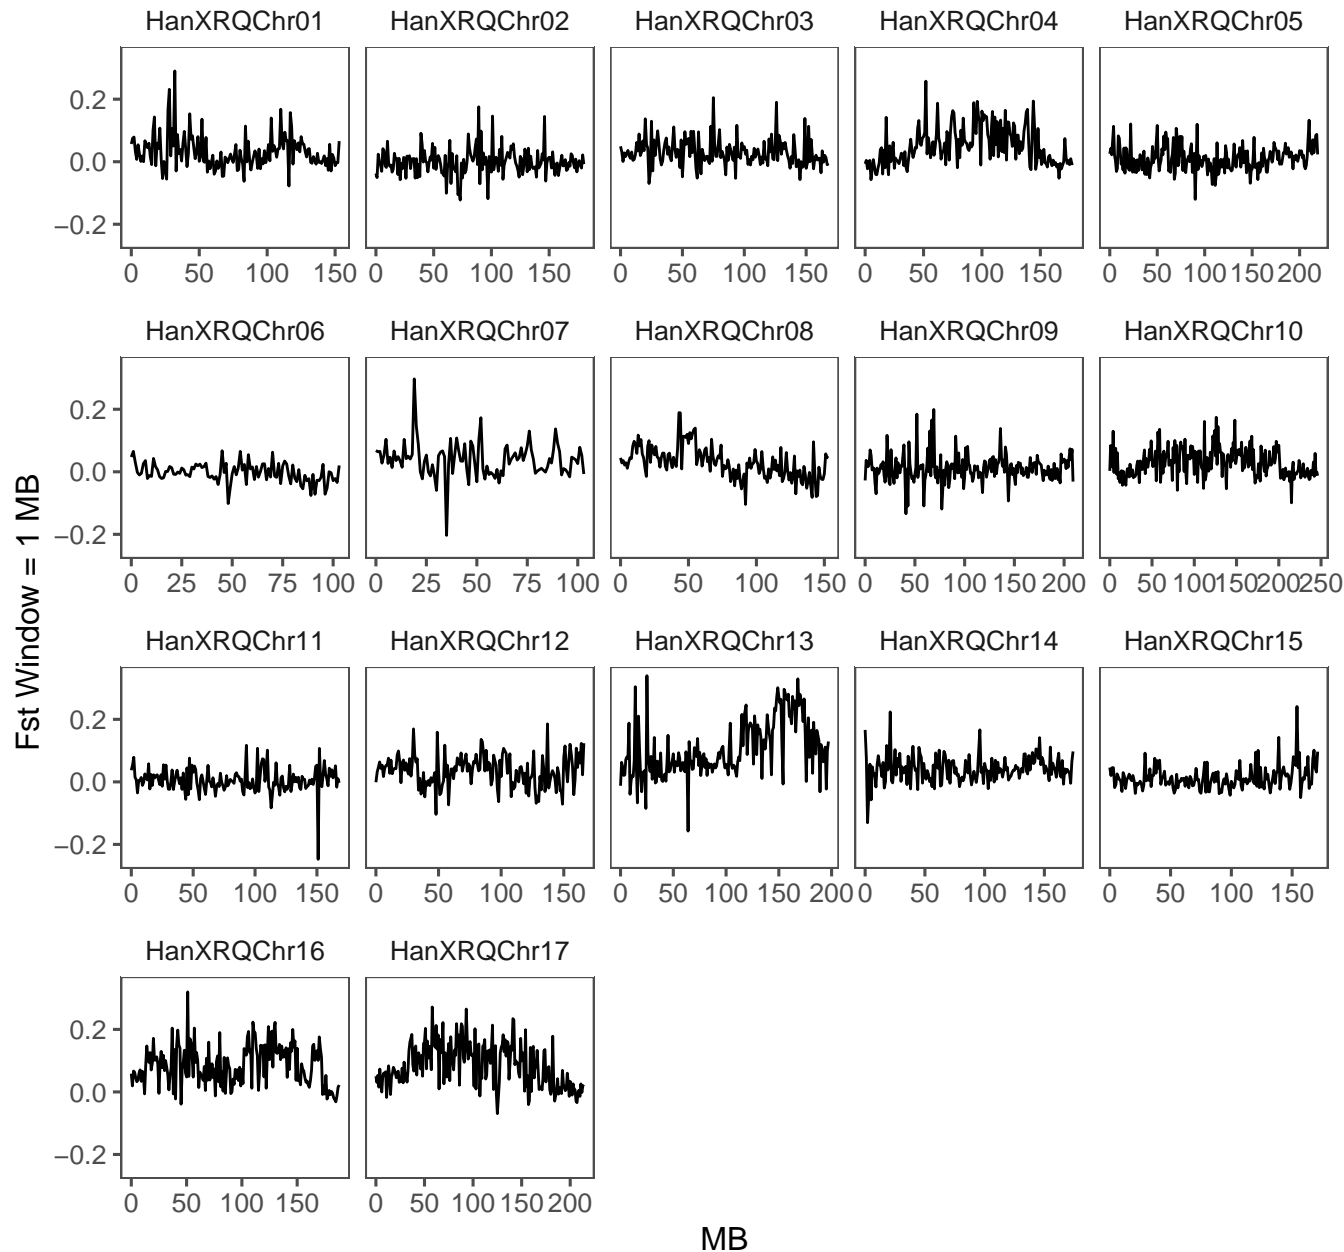 HanXRQChr01 HanXRQChr02 HanXRQChr03 HanXRQChr04 HanXRQChr05
0.2
0.0
−0.2
0 50 100 150 0 50 100 150 0 50 100 150 0 50 100 150 0 50 100 150 200
HanXRQChr06 HanXRQChr07 HanXRQChr08 HanXRQChr09 HanXRQChr10
0.2
0.0
−0.2
0 25 50 75 100 0 25 50 75 100 0 50 100 150 0 50 100 150 200 0 50 100 150 200 250
Fst Window = 1 MB
HanXRQChr11 HanXRQChr12 HanXRQChr13 HanXRQChr14 HanXRQChr15
0.2
0.0
−0.2
0 50 100 150 0 50 100 150 0 50 100 150 200 0 50 100 150 0 50 100 150
HanXRQChr16 HanXRQChr17
0.2
0.0
−0.2
0 50 100 150 0 50 100 150 200
MB